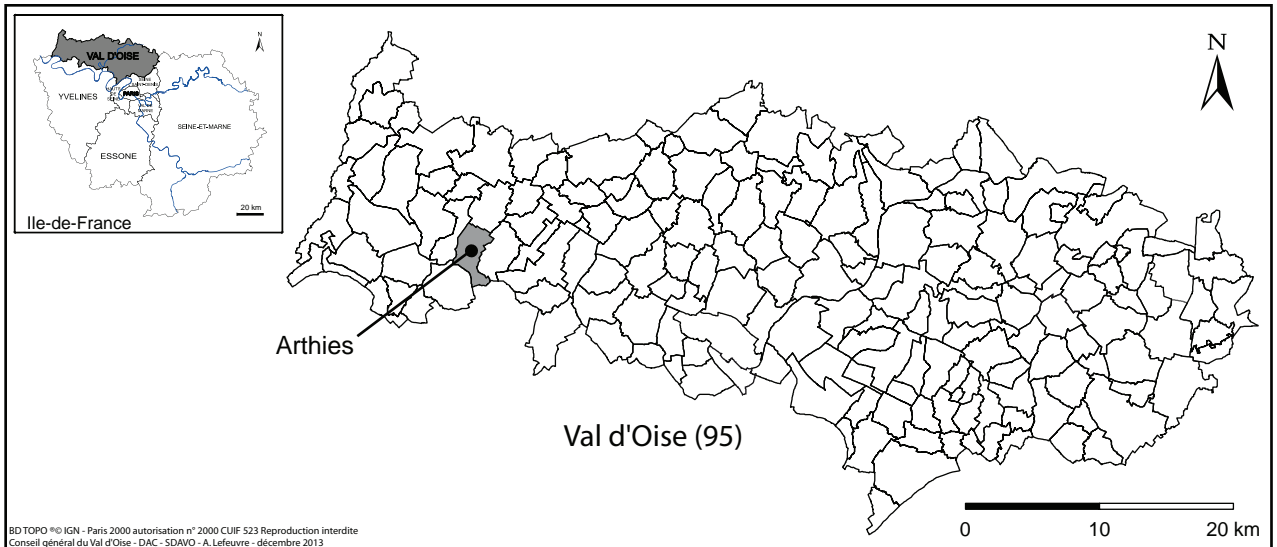 N
VAL D'OISE
YVELINES
PARIS
SEINE-ET-MARNE
ESSONE
20 km
Ile-de-France
N
Arthies
Val d'Oise (95)
0 10 20 km
BD TOPO ®© IGN - Paris 2000 autorisation n° 2000 CUIF 523 Reproduction interdite
Conseil général du Val d'Oise - DAC - SDAVO - A. Lefeuvre - décembre 2013